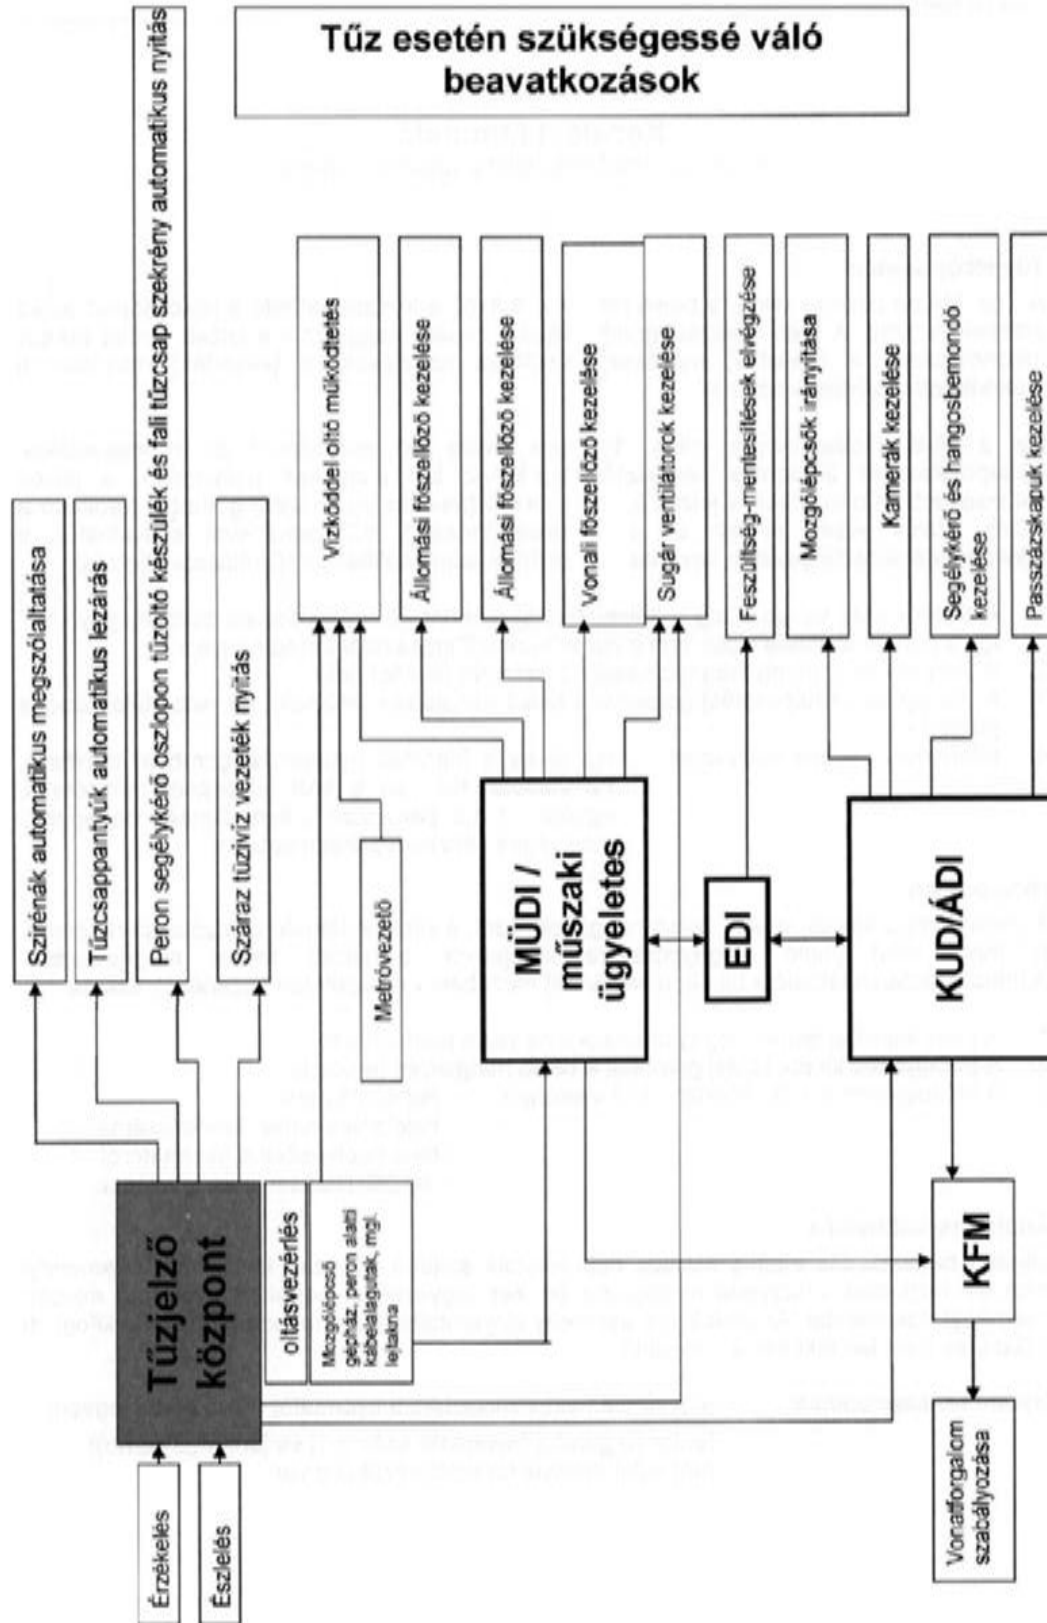 Tűz esetén szükségessé váló
beavatkozások
Szirénák automatikus megszólaltatása
Tűzcsappantyúk automatikus lezárás
Peron segélykérő oszlopon tűzoltó készülék és fali tűzcsap szekrény automatikus nyitás
Száraz tűzivíz vezeték nyitás
Érzékelés
Észlelés
Tűzjelző
központ
oltásvezérlés
Mozgólépcső
gépház, peron alatti
kábelalagutak, mgl.
lejtakna
Metróvezető
Vízköddel oltó működtetés
Állomási főszellőző kezelése
Állomási főszellőző kezelése
Vonali főszellőző kezelése
Sugár ventilátorok kezelése
MÜDI /
műszaki
ügyeletes
EDI
Feszültség-mentesítések elvégzése
KUD/ÁDI
Mozgólépcsők irányítása
Kamerák kezelése
Segélykérő és hangosbemondó
kezelése
Passzázskapuk kezelése
KFM
Vonatforgalom
szabályozása